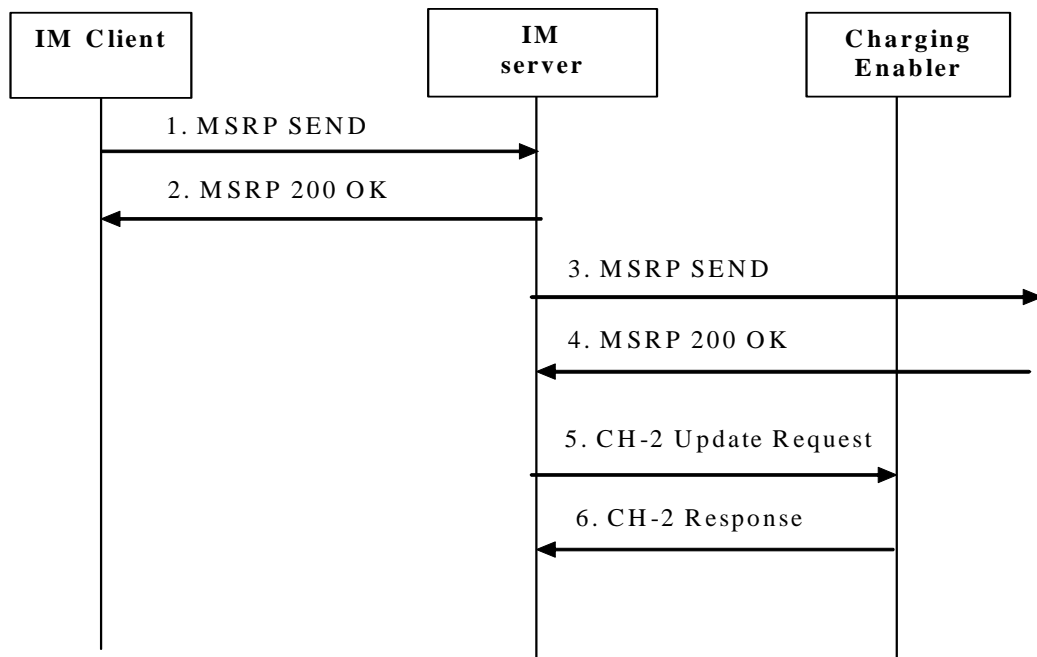 IM Client
IM
server
Charging
Enabler
1. MSRP SEND
2. MSRP 200 OK
3. MSRP SEND
4. MSRP 200 OK
5. CH-2 Update Request
6. CH-2 Response